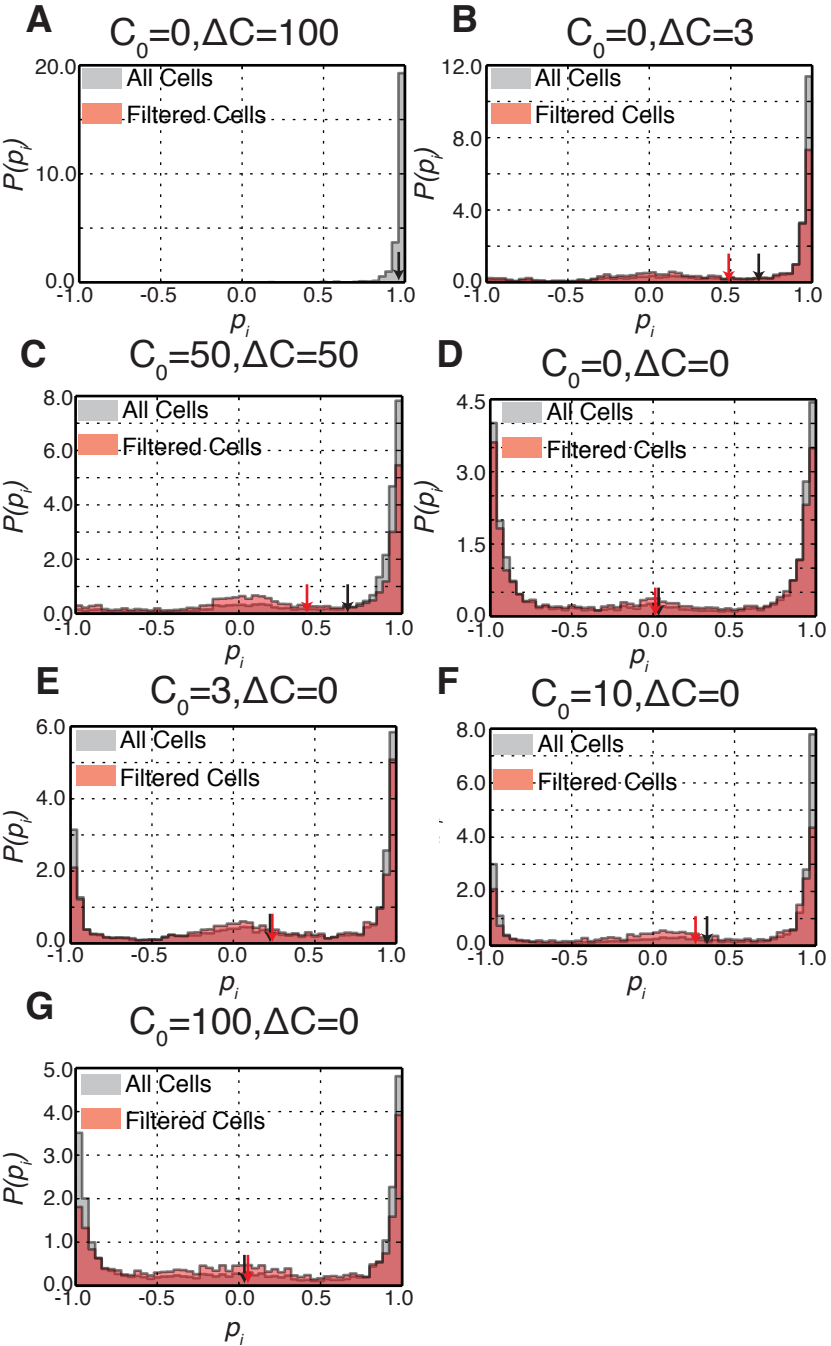 A
C0=0,ΔC=100
20.0
All Cells
Filtered Cells
10.0
0.0
P(pi)
-1.0 -0.5 0.0 0.5 1.0
pi
B
C0=0,ΔC=3
12.0
All Cells
Filtered Cells
8.0
4.0
0.0
P(pi)
-1.0 -0.5 0.0 0.5 1.0
pi
C
C0=50,ΔC=50
8.0
All Cells
Filtered Cells
6.0
4.0
2.0
0.0
P(pi)
-1.0 -0.5 0.0 0.5 1.0
pi
D
C0=0,ΔC=0
4.5
All Cells
Filtered Cells
3.0
1.5
0.0
P(pi)
-1.0 -0.5 0.0 0.5 1.0
pi
E
C0=3,ΔC=0
6.0
All Cells
Filtered Cells
4.0
2.0
0.0
P(pi)
-1.0 -0.5 0.0 0.5 1.0
pi
F
C0=10,ΔC=0
8.0
All Cells
Filtered Cells
6.0
4.0
2.0
0.0
-1.0 -0.5 0.0 0.5 1.0
pi
G
C0=100,ΔC=0
5.0
All Cells
Filtered Cells
4.0
3.0
2.0
1.0
0.0
P(pi)
-1.0 -0.5 0.0 0.5 1.0
pi